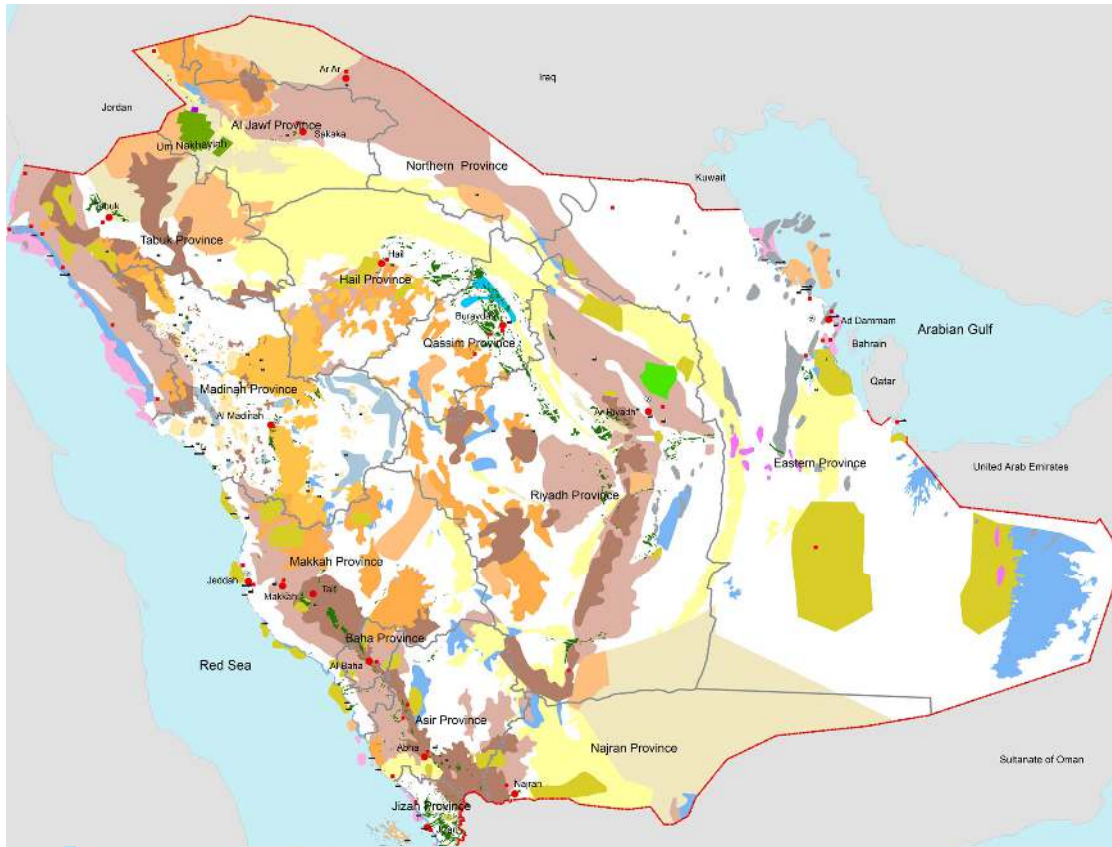 Ar Ar
Iraq
Jordan
Al Jawf Province
Sakaka
Um Nakhaylah
Northern Province
Kuwait
Tabuk Province
Hail
Hail Province
Burayda
Qassim Province
Ad Dammam
Arabian Gulf
Bahrain
Qatar
Madinah Province
Al Madinah
Ar Riyadh
Eastern Province
United Arab Emirates
Riyadh Province
Makkah Province
Jeddah
Makkah
Taif
Baha Province
Red Sea
Al Baha
Asir Province
Abha
Najran Province
Sultanate of Oman
Najran
Jizan Province